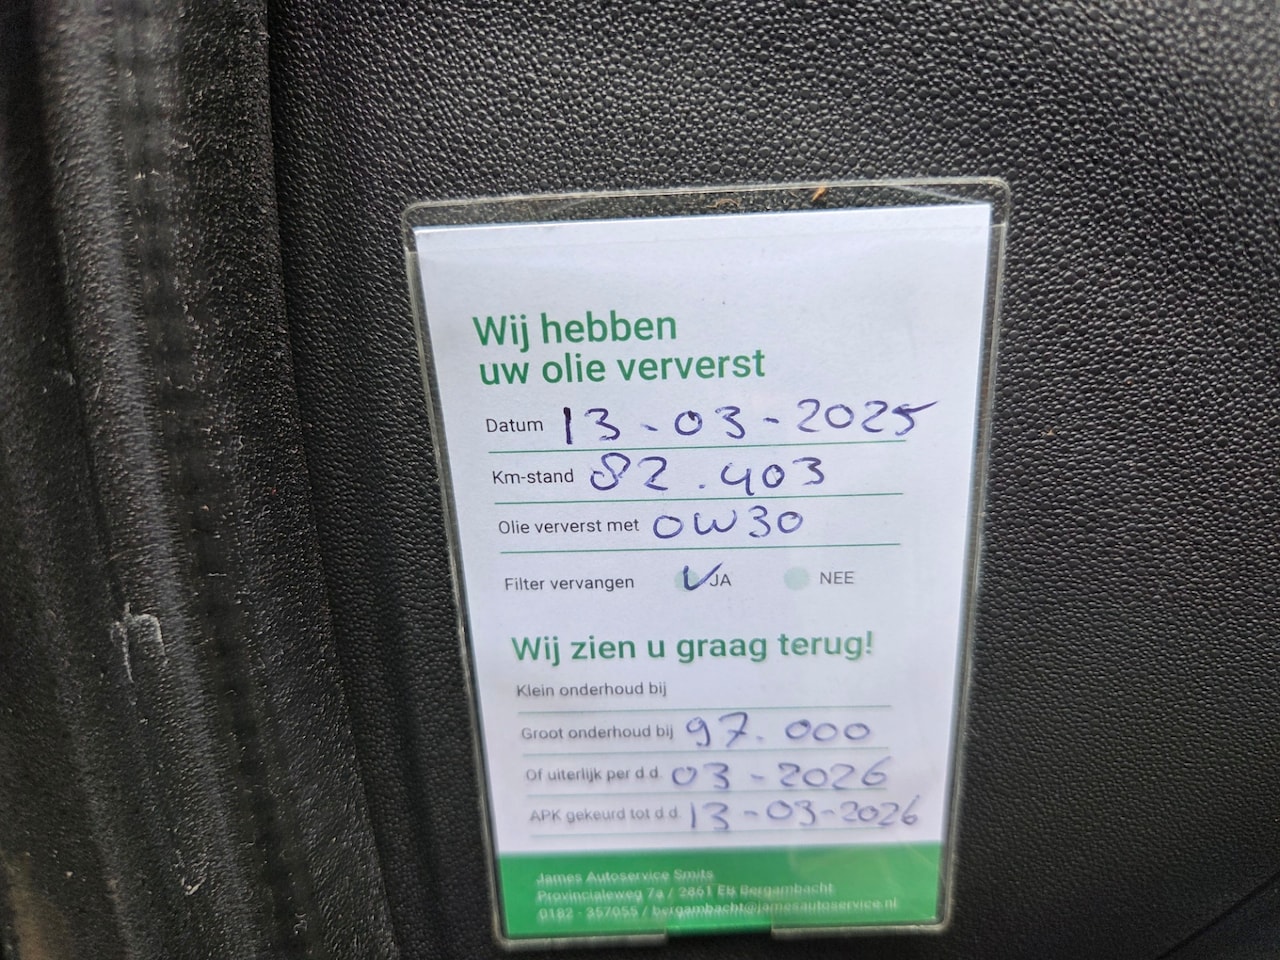 Wij hebben
uw olie ververst
Datum 13-03-2025
Km-stand 82.403
Olie ververst met 0W30
Filter vervangen JA NEE
Wij zien u graag terug!
Klein onderhoud bij
Groot onderhoud bij 97.000
Of uiterlijk per d.d. 03-2026
APK gekeurd tot d.d. 13-03-2026
James Autoservice Smits
Provincialeweg 7a / 2861 EB Bergambacht
0182 - 357055 / bergambacht@jamesautoservice.nl